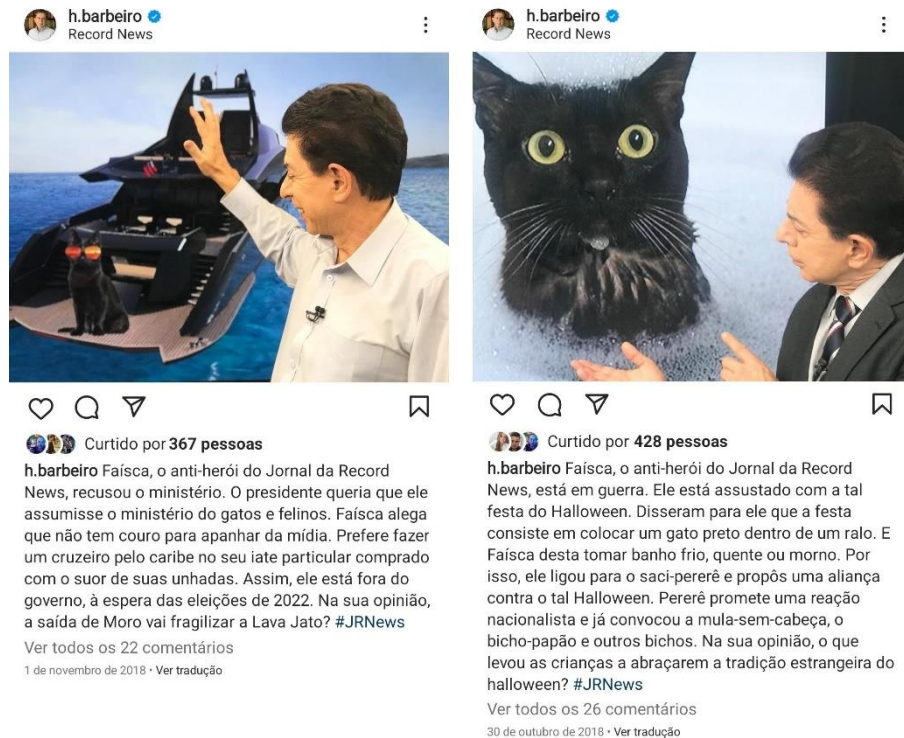 h.barbeiro
Record News
Curtido por 367 pessoas
h.barbeiro Faísca, o anti-herói do Jornal da Record
News, recusou o ministério. O presidente queria que ele
assumisse o ministério do gatos e felinos. Faísca alega
que não tem couro para apanhar da mídia. Prefere fazer
um cruzeiro pelo caribe no seu iate particular comprado
com o suor de suas unhadas. Assim, ele está fora do
governo, à espera das eleições de 2022. Na sua opinião,
a saída de Moro vai fragilizar a Lava Jato? #JRNews
Ver todos os 22 comentários
1 de novembro de 2018 • Ver tradução
h.barbeiro
Record News
Curtido por 428 pessoas
h.barbeiro Faísca, o anti-herói do Jornal da Record
News, está em guerra. Ele está assustado com a tal
festa do Halloween. Disseram para ele que a festa
consiste em colocar um gato preto dentro de um ralo. E
Faísca desta tomar banho frio, quente ou morno. Por
isso, ele ligou para o saci-pererê e propôs uma aliança
contra o tal Halloween. Pererê promete uma reação
nacionalista e já convocou a mula-sem-cabeça, o
bicho-papão e outros bichos. Na sua opinião, o que
levou as crianças a abraçarem a tradição estrangeira do
halloween? #JRNews
Ver todos os 26 comentários
30 de outubro de 2018 • Ver tradução